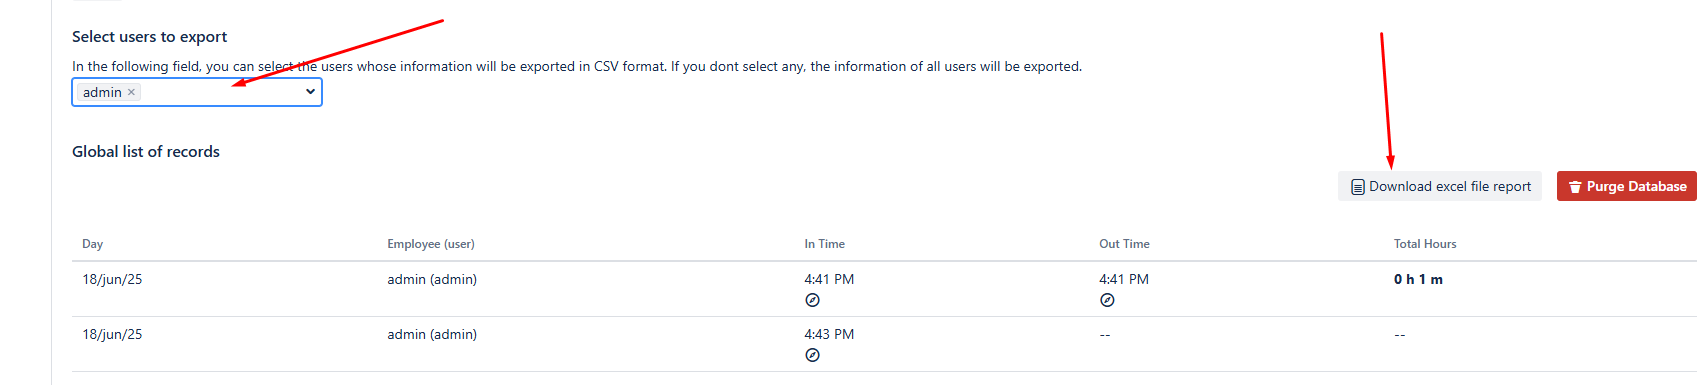 Select users to export
In the following field, you can select the users whose information will be exported in CSV format. If you dont select any, the information of all users will be exported.
admin ×
Global list of records
Download excel file report Purge Database
Day Employee (user) In Time Out Time Total Hours
18/jun/25 admin (admin) 4:41 PM 4:41 PM 0 h 1 m
18/jun/25 admin (admin) 4:43 PM -- --